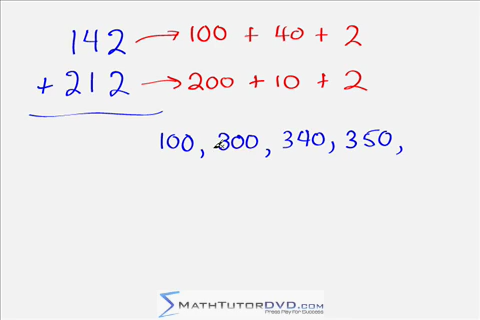 142 → 100 + 40 + 2
+ 212 → 200 + 10 + 2
100, 300, 340, 350,
MATHTUTORDVD.COM
Press Play For Success